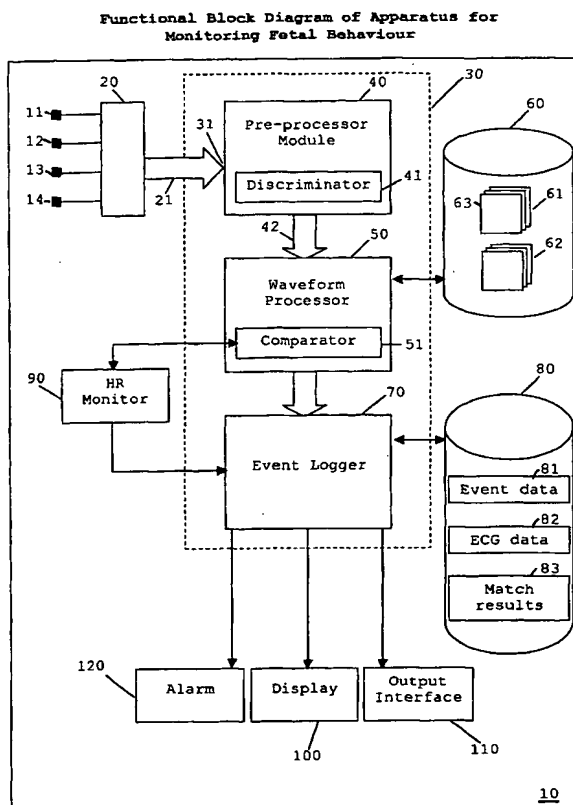 Functional Block Diagram of Apparatus for
Monitoring Fetal Behaviour
20
40
30
60
11
12
13
14
31
21
Pre-processor
Module
Discriminator
41
63
61
62
42
50
Waveform
Processor
Comparator
51
90
HR
Monitor
70
Event Logger
80
81
Event data
82
ECG data
83
Match
results
120
Alarm
Display
100
Output
Interface
110
10